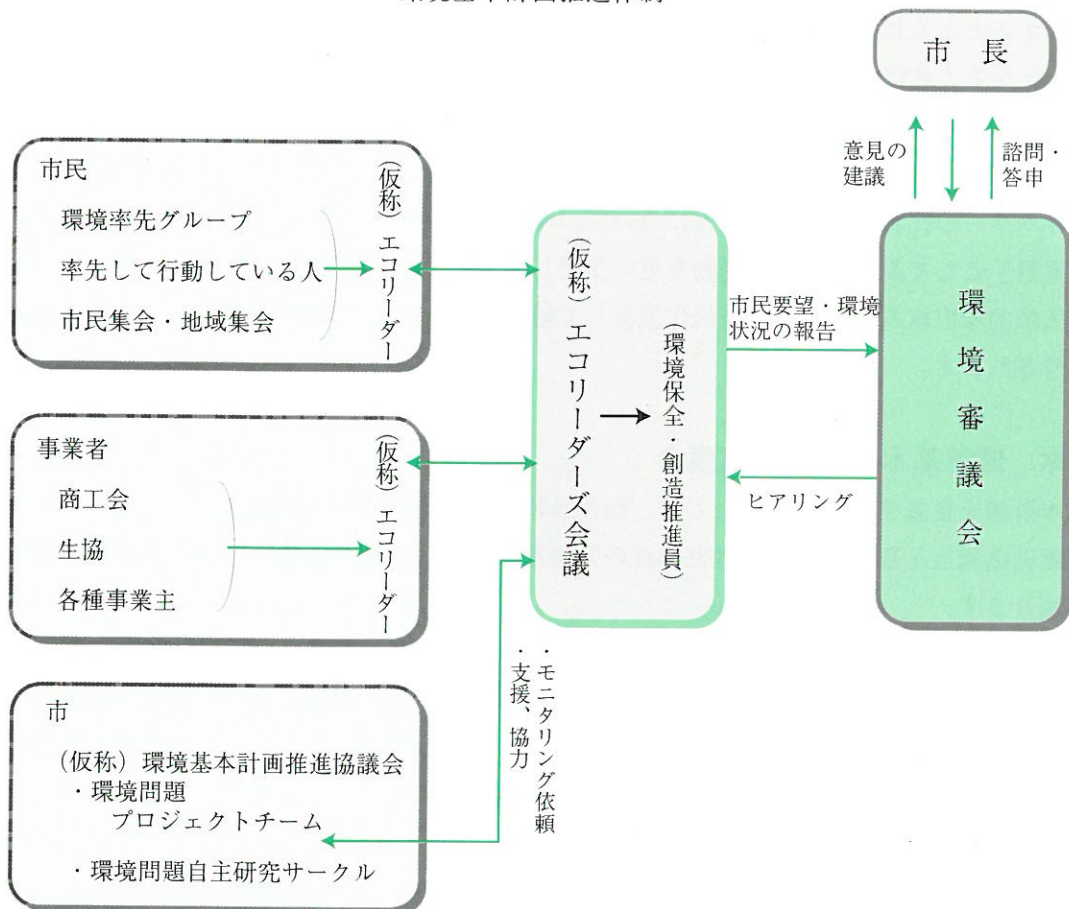 市 長
意見の
建議
諮問・
答申
市民
環境率先グループ
率先して行動している人
市民集会・地域集会
（仮称）エコリーダー
事業者
商工会
生協
各種事業主
（仮称）エコリーダー
市
（仮称）環境基本計画推進協議会
・環境問題
プロジェクトチーム
・環境問題自主研究サークル
・モニタリング依頼
・支援、協力
（仮称）エコリーダーズ会議
（環境保全・創造推進員）
市民要望・環境
状況の報告
ヒアリング
環境審議会